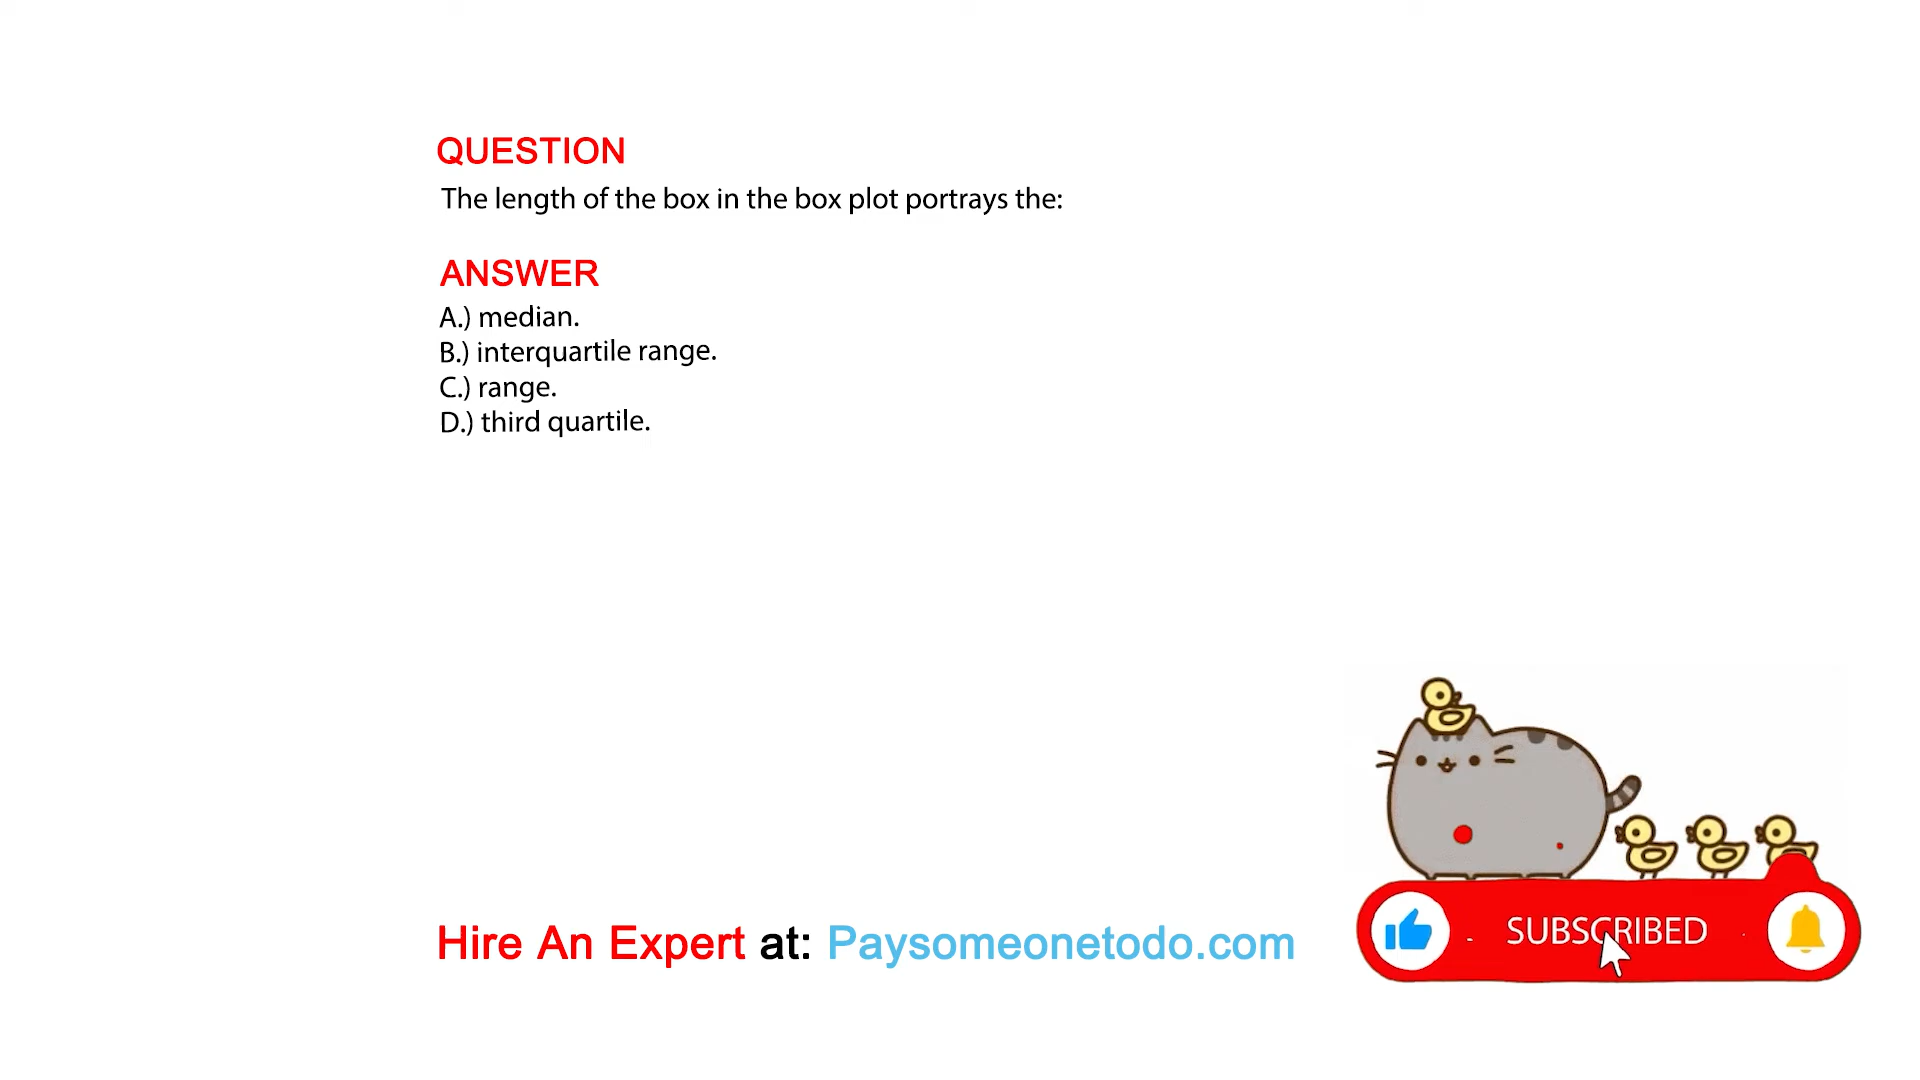 QUESTION
The length of the box in the box plot portrays the:
ANSWER
A.) median.
B.) interquartile range.
C.) range.
D.) third quartile.
Hire An Expert at: Paysomeonetodo.com
SUBSCRIBED